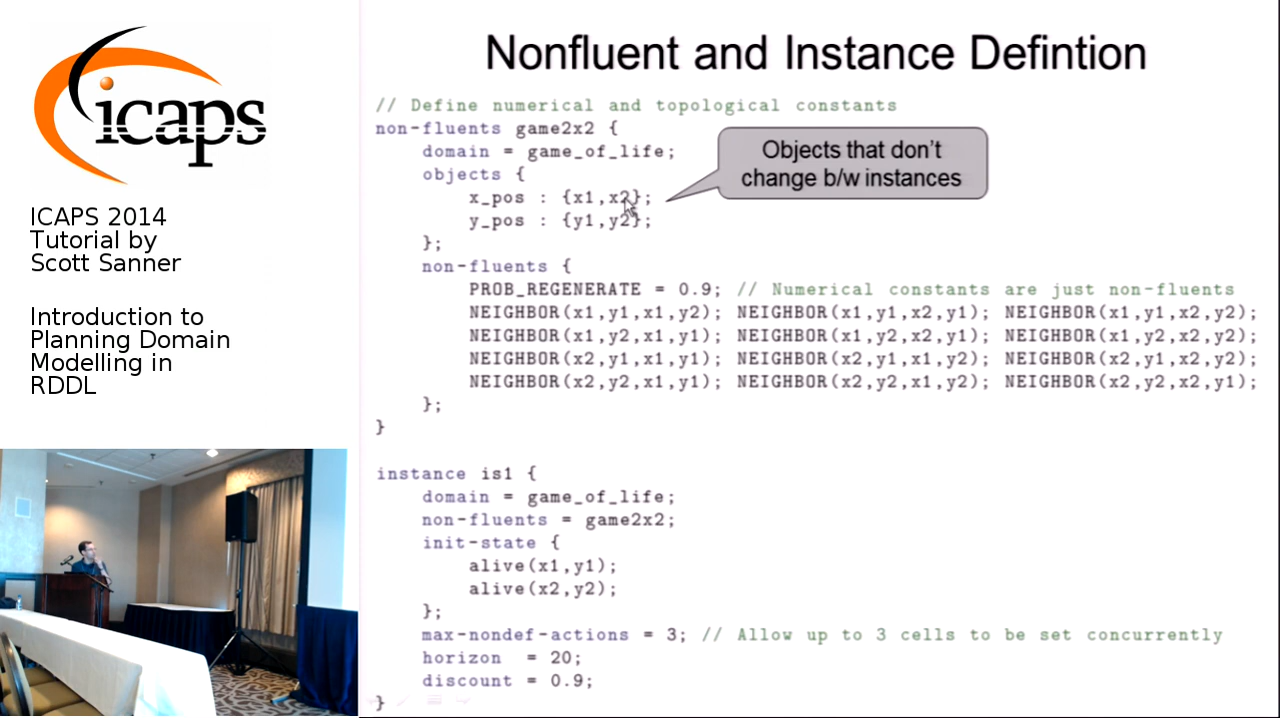 icaps
ICAPS 2014
Tutorial by
Scott Sanner
Introduction to
Planning Domain
Modelling in
RDDL
Nonfluent and Instance Defintion
// Define numerical and topological constants
non-fluents game2x2 {
domain = game_of_life;
objects {
x_pos : {x1,x2};
y_pos : {y1,y2};
};
Objects that don't
change b/w instances
non-fluents {
PROB_REGENERATE = 0.9; // Numerical constants are just non-fluents
NEIGHBOR(x1,y1,x1,y2); NEIGHBOR(x1,y1,x2,y1); NEIGHBOR(x1,y1,x2,y2);
NEIGHBOR(x1,y2,x1,y1); NEIGHBOR(x1,y2,x2,y1); NEIGHBOR(x1,y2,x2,y2);
NEIGHBOR(x2,y1,x1,y1); NEIGHBOR(x2,y1,x1,y2); NEIGHBOR(x2,y1,x2,y2);
NEIGHBOR(x2,y2,x1,y1); NEIGHBOR(x2,y2,x1,y2); NEIGHBOR(x2,y2,x2,y1);
};
}
instance is1 {
domain = game_of_life;
non-fluents = game2x2;
init-state {
alive(x1,y1);
alive(x2,y2);
};
max-nondef-actions = 3; // Allow up to 3 cells to be set concurrently
horizon = 20;
discount = 0.9;
}